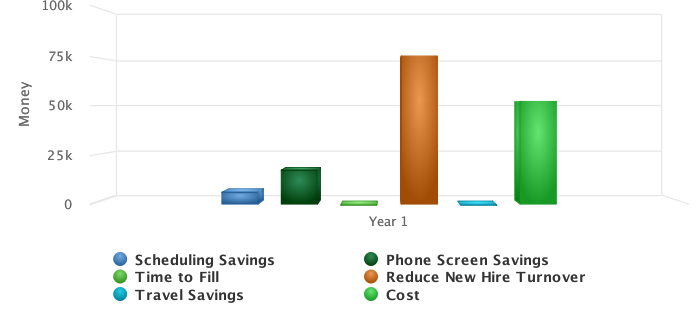 100k
75k
50k
25k
0
Money
Year 1
Scheduling Savings
Phone Screen Savings
Time to Fill
Reduce New Hire Turnover
Travel Savings
Cost